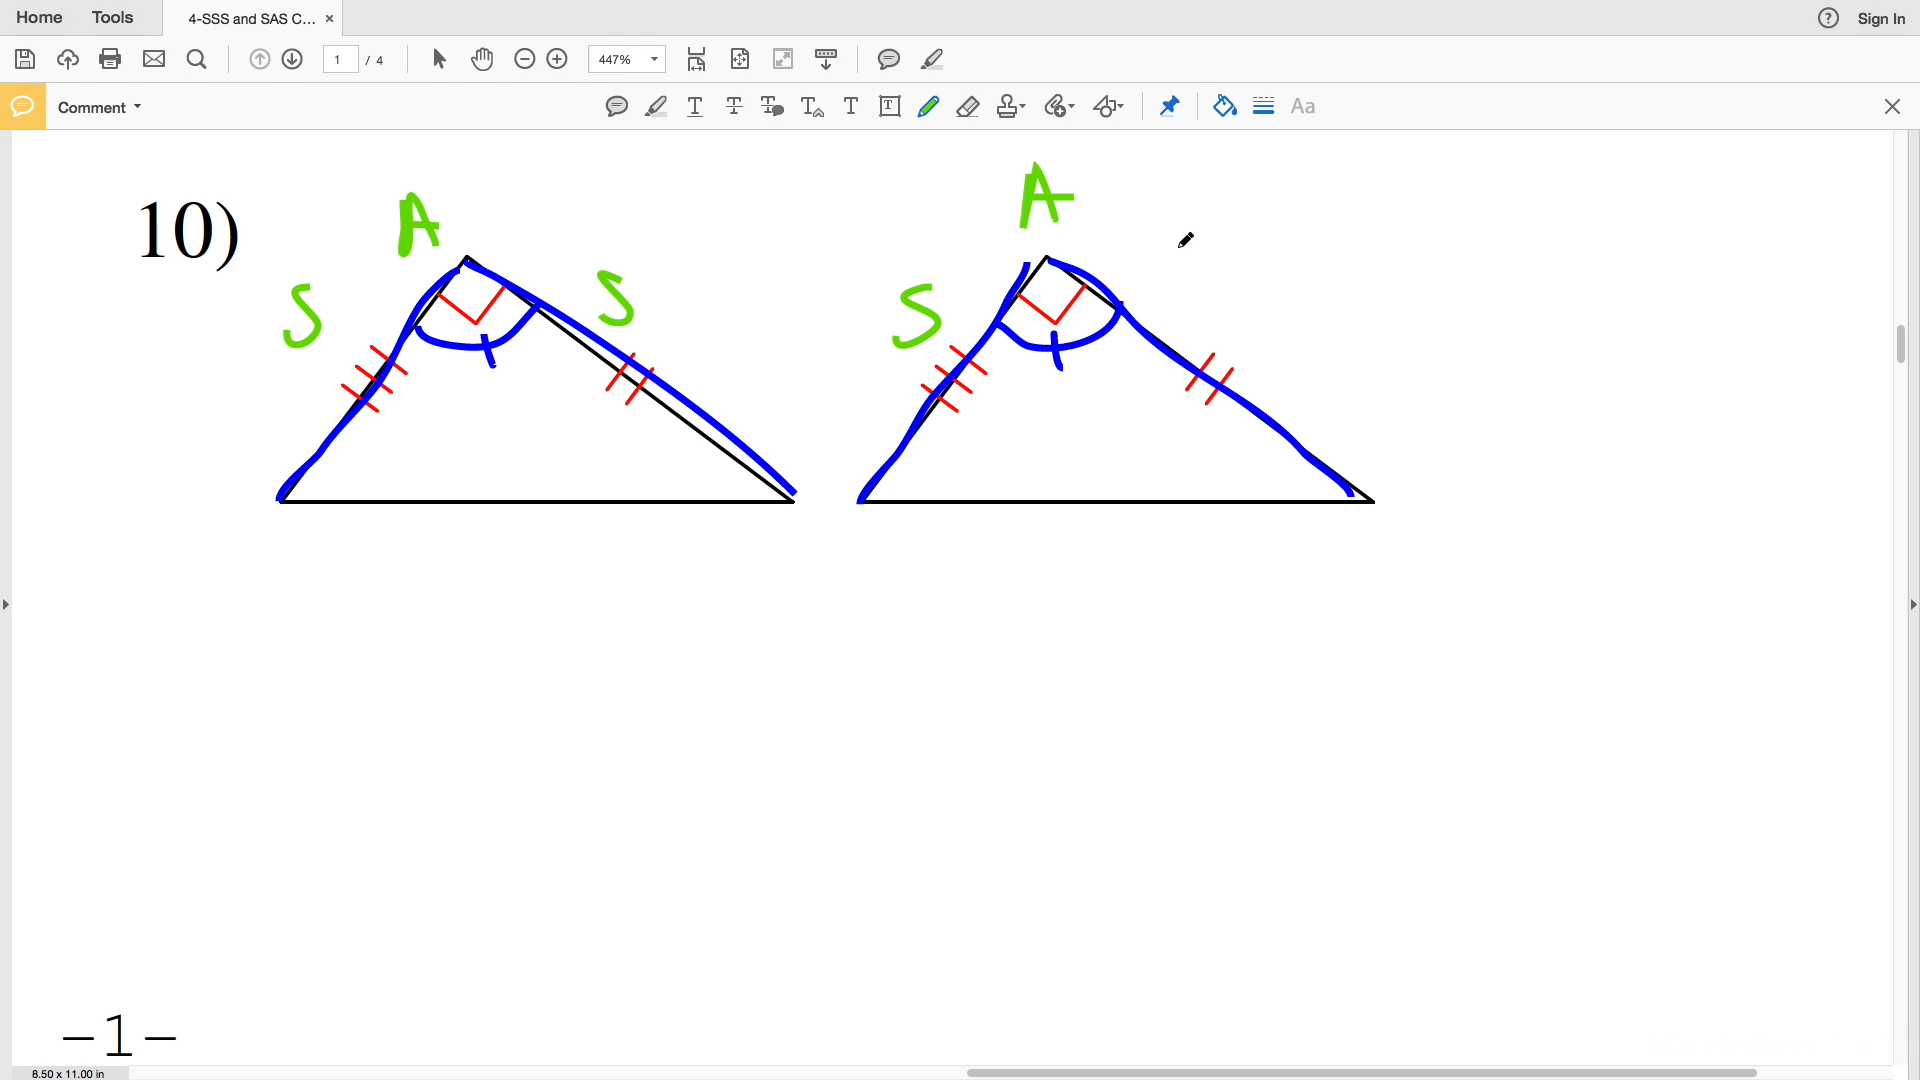 Home Tools 4-SSS and SAS C... × ? Sign In
1 / 4 447%
Comment T T T T T T Aa
10) A A
S S S
-1-
8.50 x 11.00 in